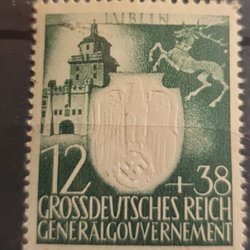 LUBLIN
12 +38
GROSSDEUTSCHES REICH
GENERALGOUVERNEMENT